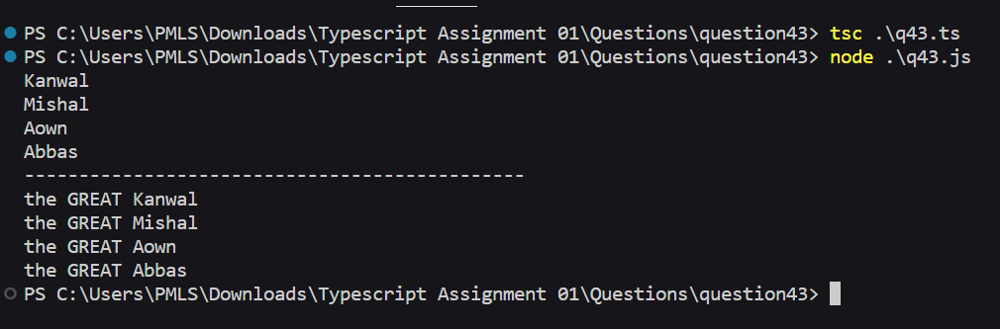 PS C:\Users\PMLS\Downloads\Typescript Assignment 01\Questions\question43> tsc .\q43.ts
PS C:\Users\PMLS\Downloads\Typescript Assignment 01\Questions\question43> node .\q43.js
Kanwal
Mishal
Aown
Abbas
----------------------------------------------
the GREAT Kanwal
the GREAT Mishal
the GREAT Aown
the GREAT Abbas
PS C:\Users\PMLS\Downloads\Typescript Assignment 01\Questions\question43>